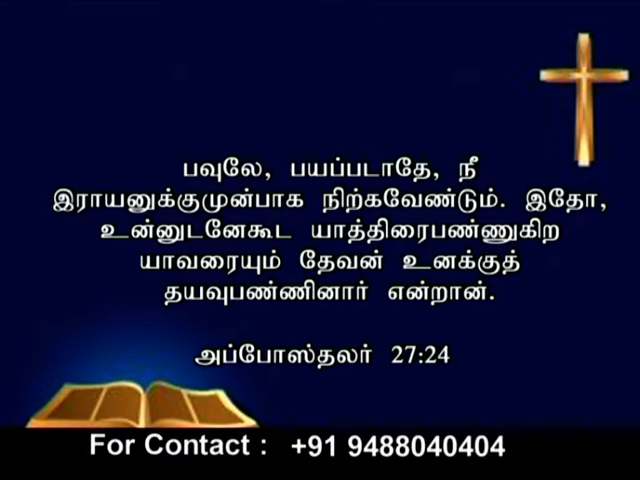 பவுலே, பயப்படாதே, நீ
இராயனுக்குமுன்பாக நிற்கவேண்டும். இதோ,
உன்னுடனேகூட யாத்திரைபண்ணுகிற
யாவரையும் தேவன் உனக்குத்
தயவுபண்ணினார் என்றான்.
அப்போஸ்தலர் 27:24
For Contact : +91 9488040404